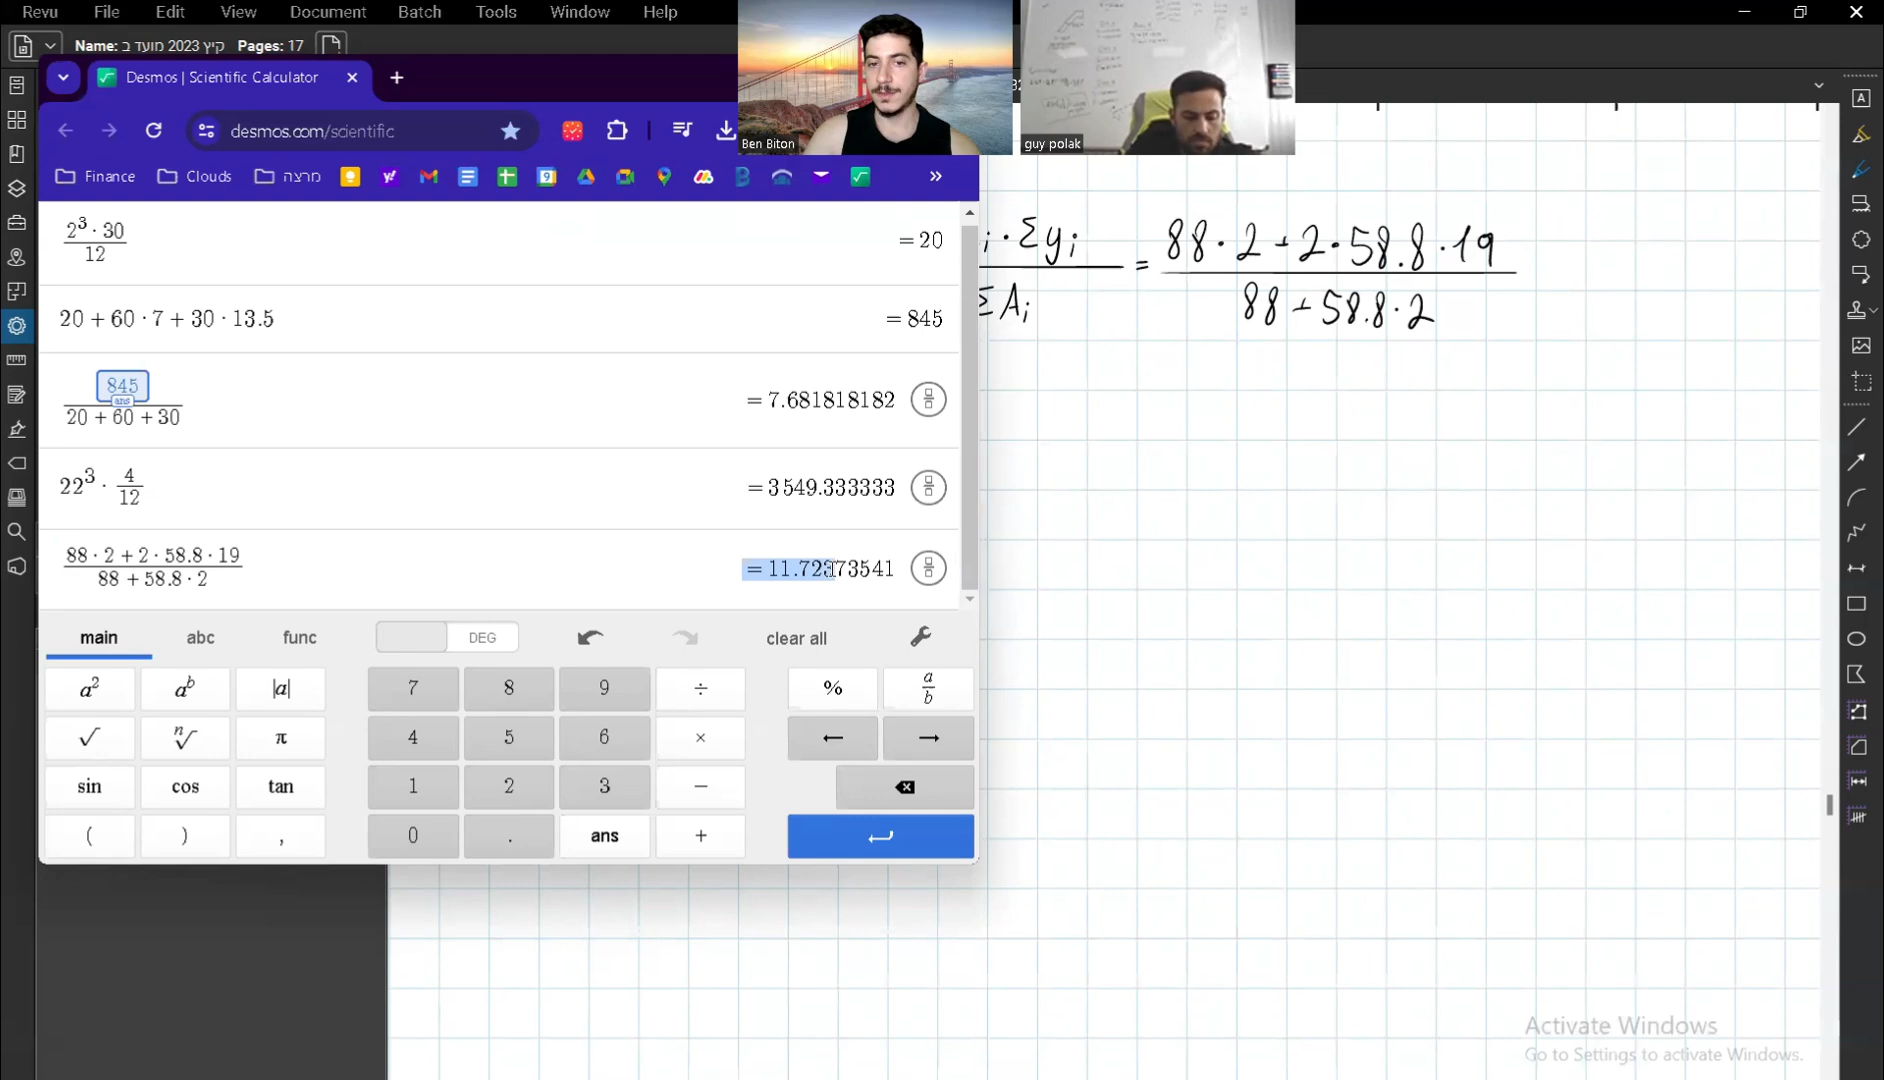 Revu File Edit View Document Batch Tools Window Help
Name: קיץ 2023 מועד ב Pages: 17
Desmos | Scientific Calculator
desmos.com/scientific
Ben Biton
guy polak
Finance Clouds מרצה
2³ · 30
12
= 20
20 + 60 · 7 + 30 · 13.5 = 845
845
ans
20 + 60 + 30
= 7.681818182
22³ · 4/12 = 3549.333333
88 · 2 + 2 · 58.8 · 19
88 + 58.8 · 2
= 11.72373541
i · Σyi = 88 · 2 + 2 · 58.8 · 19
ΣAi 88 + 58.8 · 2
main abc func DEG clear all
a² aᵇ |a| 7 8 9 ÷ % a/b
√ ⁿ√ π 4 5 6 × ← →
sin cos tan 1 2 3 −
( ) , 0 . ans +
Activate Windows
Go to Settings to activate Windows.